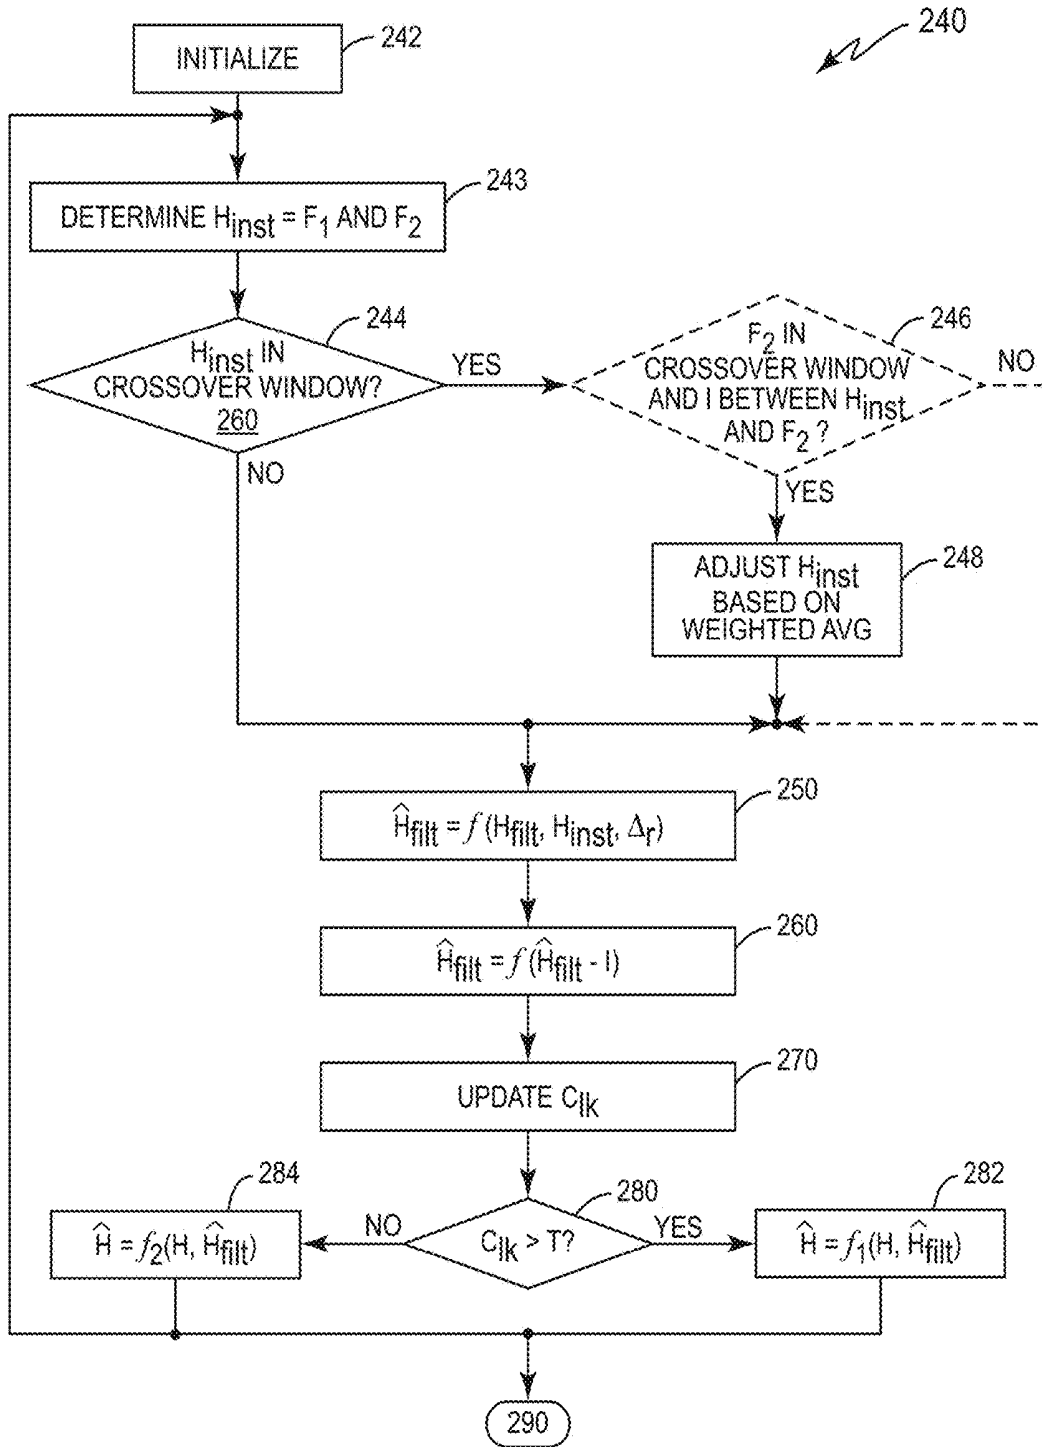 240
242
INITIALIZE
243
DETERMINE Hinst = F1 AND F2
244
Hinst IN
CROSSOVER WINDOW?
260
YES
NO
246
F2 IN
CROSSOVER WINDOW
AND I BETWEEN Hinst
AND F2 ?
NO
YES
248
ADJUST Hinst
BASED ON
WEIGHTED AVG
250
Ĥfilt = f(Hfilt, Hinst, Δr)
260
Ĥfilt = f(Ĥfilt - I)
270
UPDATE Clk
280
Clk > T?
NO
YES
284
Ĥ = f2(H, Ĥfilt)
282
Ĥ = f1(H, Ĥfilt)
290